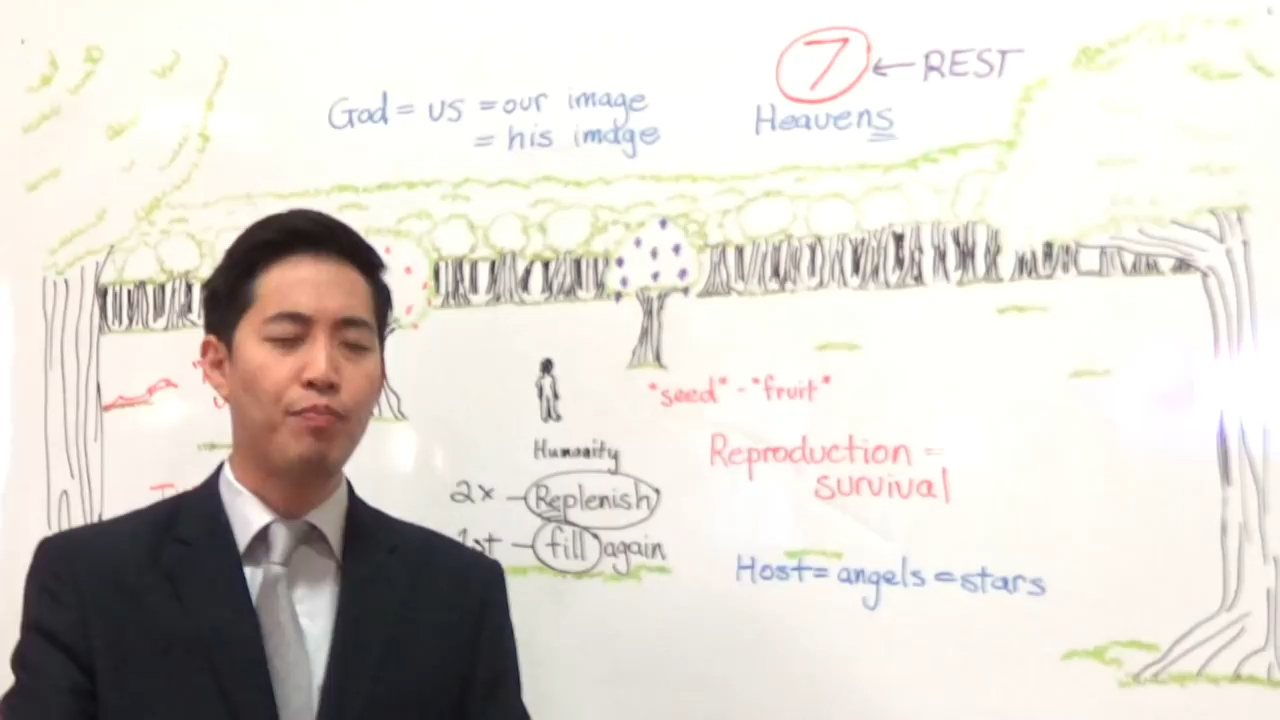 7 ← REST
God = us = our image
= his image
Heavens
"seed" - "fruit"
Humanity
Reproduction =
survival
2x — Replenish
1st — fill again
Host = angels = stars